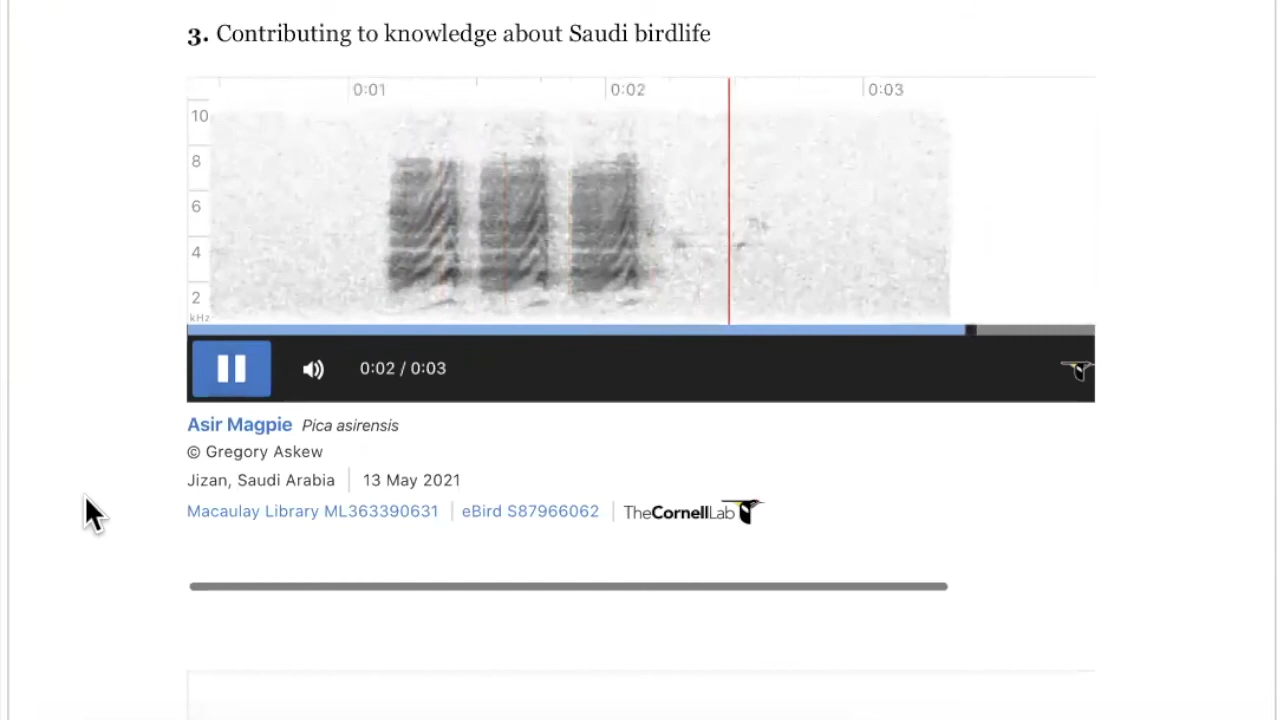 3. Contributing to knowledge about Saudi birdlife
0:01 0:02 0:03
10
8
6
4
2
kHz
0:02 / 0:03
Asir Magpie Pica asirensis
© Gregory Askew
Jizan, Saudi Arabia | 13 May 2021
Macaulay Library ML363390631 | eBird S87966062 | TheCornellLab